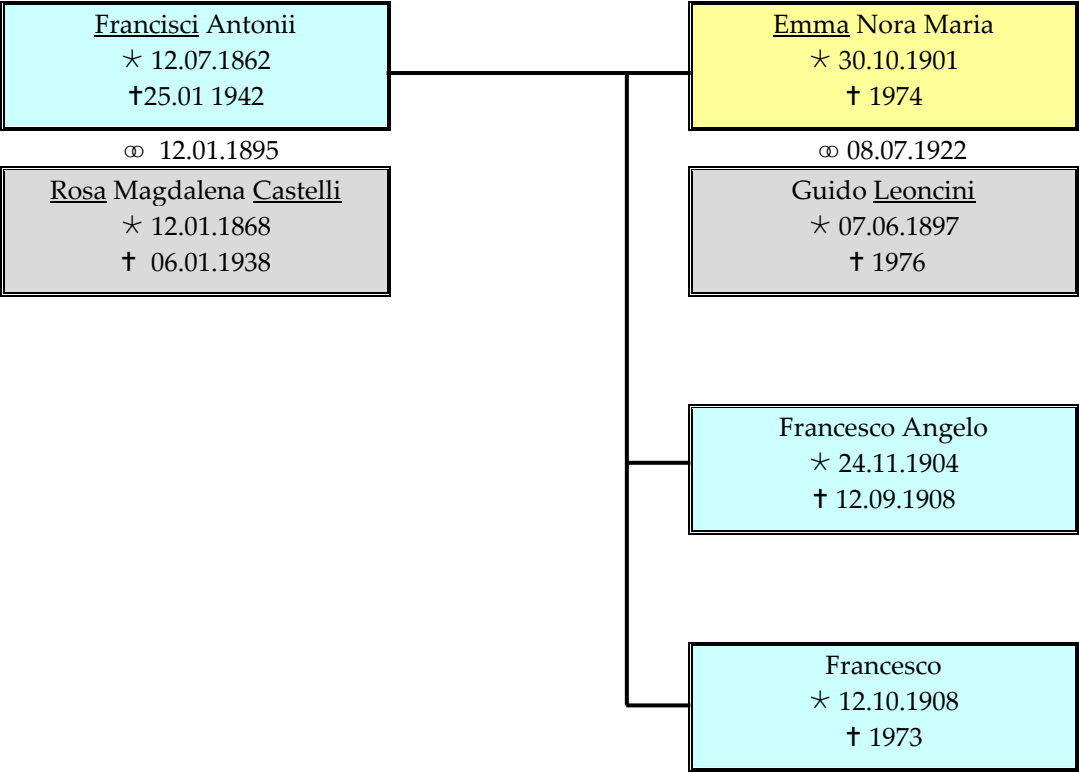 Francisci Antonii
✶ 12.07.1862
✝25.01 1942
⚭ 12.01.1895
Rosa Magdalena Castelli
✶ 12.01.1868
✝ 06.01.1938
Emma Nora Maria
✶ 30.10.1901
✝ 1974
⚭ 08.07.1922
Guido Leoncini
✶ 07.06.1897
✝ 1976
Francesco Angelo
✶ 24.11.1904
✝ 12.09.1908
Francesco
✶ 12.10.1908
✝ 1973